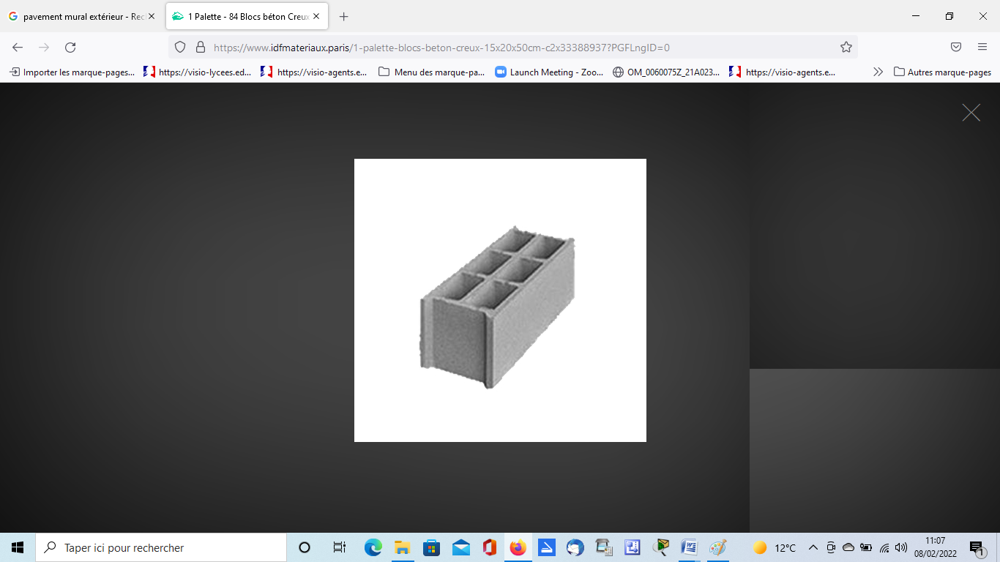 pavement mural extérieur - Rec
1 Palette - 84 Blocs béton Creux
https://www.idfmateriaux.paris/1-palette-blocs-beton-creux-15x20x50cm-c2x33388937?PGFLngID=0
Importer les marque-pages...
https://visio-lycees.ed...
https://visio-agents.e...
Menu des marque-pa...
Launch Meeting - Zoo...
OM_0060075Z_21A023...
https://visio-agents.e...
Autres marque-pages
Taper ici pour rechercher
12°C
11:07
08/02/2022
1